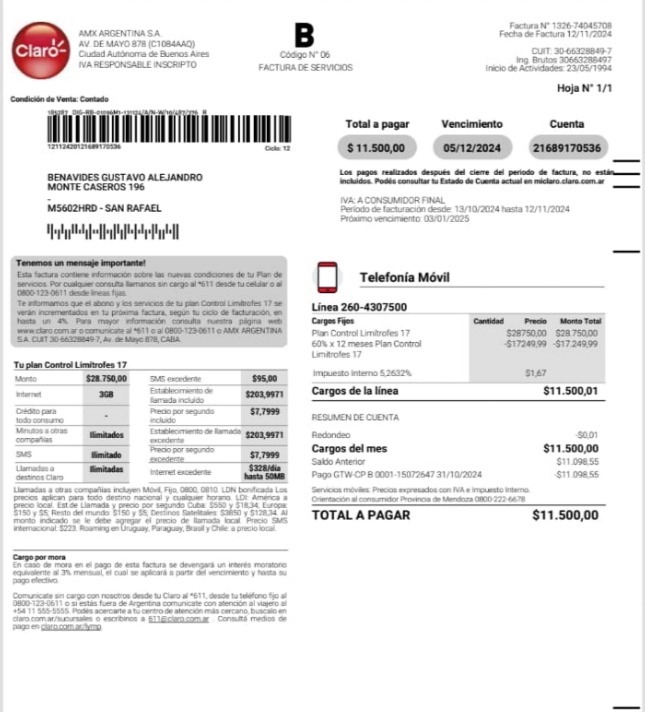 Claro
AMX ARGENTINA S.A.
AV. DE MAYO 878 (C1084AAQ)
Ciudad Autónoma de Buenos Aires
IVA RESPONSABLE INSCRIPTO
B
Código N° 06
FACTURA DE SERVICIOS
Factura N° 1326-74045708
Fecha de Factura 12/11/2024
CUIT: 30-66328849-7
Ing. Brutos 30663288497
Inicio de Actividades: 23/05/1994
Hoja N° 1/1
Condición de Venta: Contado
12112420121689170536
Ciclo: 12
Total a pagar
Vencimiento
Cuenta
$ 11.500,00
05/12/2024
21689170536
Los pagos realizados después del cierre del período de factura, no están
incluidos. Podés consultar tu Estado de Cuenta actual en miclaro.claro.com.ar
BENAVIDES GUSTAVO ALEJANDRO
MONTE CASEROS 196
-
M5602HRD - SAN RAFAEL
IVA: A CONSUMIDOR FINAL
Período de facturación desde: 13/10/2024 hasta 12/11/2024
Próximo vencimiento: 03/01/2025
Tenemos un mensaje importante!
Esta factura contiene información sobre las nuevas condiciones de tu Plan de
servicios. Por cualquier consulta llamanos sin cargo al *611 desde tu celular o al
0800-123-0611 desde líneas fijas.
Te informamos que el abono y los servicios de tu plan Control Limitrofes 17 se
verán incrementados en tu próxima factura, según tu ciclo de facturación, en
hasta un 4%. Para mayor información consulta nuestra página web
www.claro.com.ar o comunicate al *611 o al 0800-123-0611 o AMX ARGENTINA
S.A. CUIT 30-66328849-7, Av. de Mayo 878, CABA.
Tu plan Control Limitrofes 17
Monto $28.750,00 SMS excedente $95,00
Internet 3GB Establecimiento de llamada incluido $203,9971
Crédito para todo consumo - Precio por segundo incluido $7,7999
Minutos a otras compañías Ilimitados Establecimiento de llamada excedente $203,9971
SMS Ilimitado Precio por segundo excedente $7,7999
Llamadas a destinos Claro Ilimitadas Internet excedente $328/día hasta 50MB
Llamadas a otras compañías incluyen Móvil, Fijo, 0800, 0810. LDN bonificada Los
precios aplican para todo destino nacional y cualquier horario. LDI: América a
precio local. Est de Llamada y precio por segundo Cuba: $550 y $18,34; Europa:
$150 y $5; Resto del mundo: $150 y $5; Destinos Satelitales: $3850 y $128,34. Al
monto indicado se le debe agregar el precio de llamada local. Precio SMS
internacional: $223. Roaming en Uruguay, Paraguay, Brasil y Chile: a precio local.
Cargo por mora
En caso de mora en el pago de esta factura se devengará un interés moratorio
equivalente al 3% mensual, el cual se aplicará a partir del vencimiento y hasta su
pago efectivo.
Comunicate sin cargo con nosotros desde tu Claro al *611, desde tu teléfono fijo al
0800-123-0611 o si estás fuera de Argentina comunicate con atención al viajero al
+54 11 555-5555. Podés acercarte a tu centro de atención más cercano, buscalo en
claro.com.ar/sucursales o escribinos a 611@claro.com.ar . Consultá medios de
pago en claro.com.ar/lymp.
Telefonía Móvil
Línea 260-4307500
Cargos Fijos Cantidad Precio Monto Total
Plan Control Limitrofes 17 $28750,00 $28.750,00
60% x 12 meses Plan Control -$17249,99 -$17.249,99
Limitrofes 17
Impuesto Interno 5,2632% $1,67
Cargos de la línea $11.500,01
RESUMEN DE CUENTA
Redondeo -$0,01
Cargos del mes $11.500,00
Saldo Anterior $11.098,55
Pago GTW-CP B 0001-15072647 31/10/2024 -$11.098,55
Servicios móviles: Precios expresados con IVA e Impuesto Interno.
Orientación al consumidor Provincia de Mendoza 0800-222-6678
TOTAL A PAGAR $11.500,00